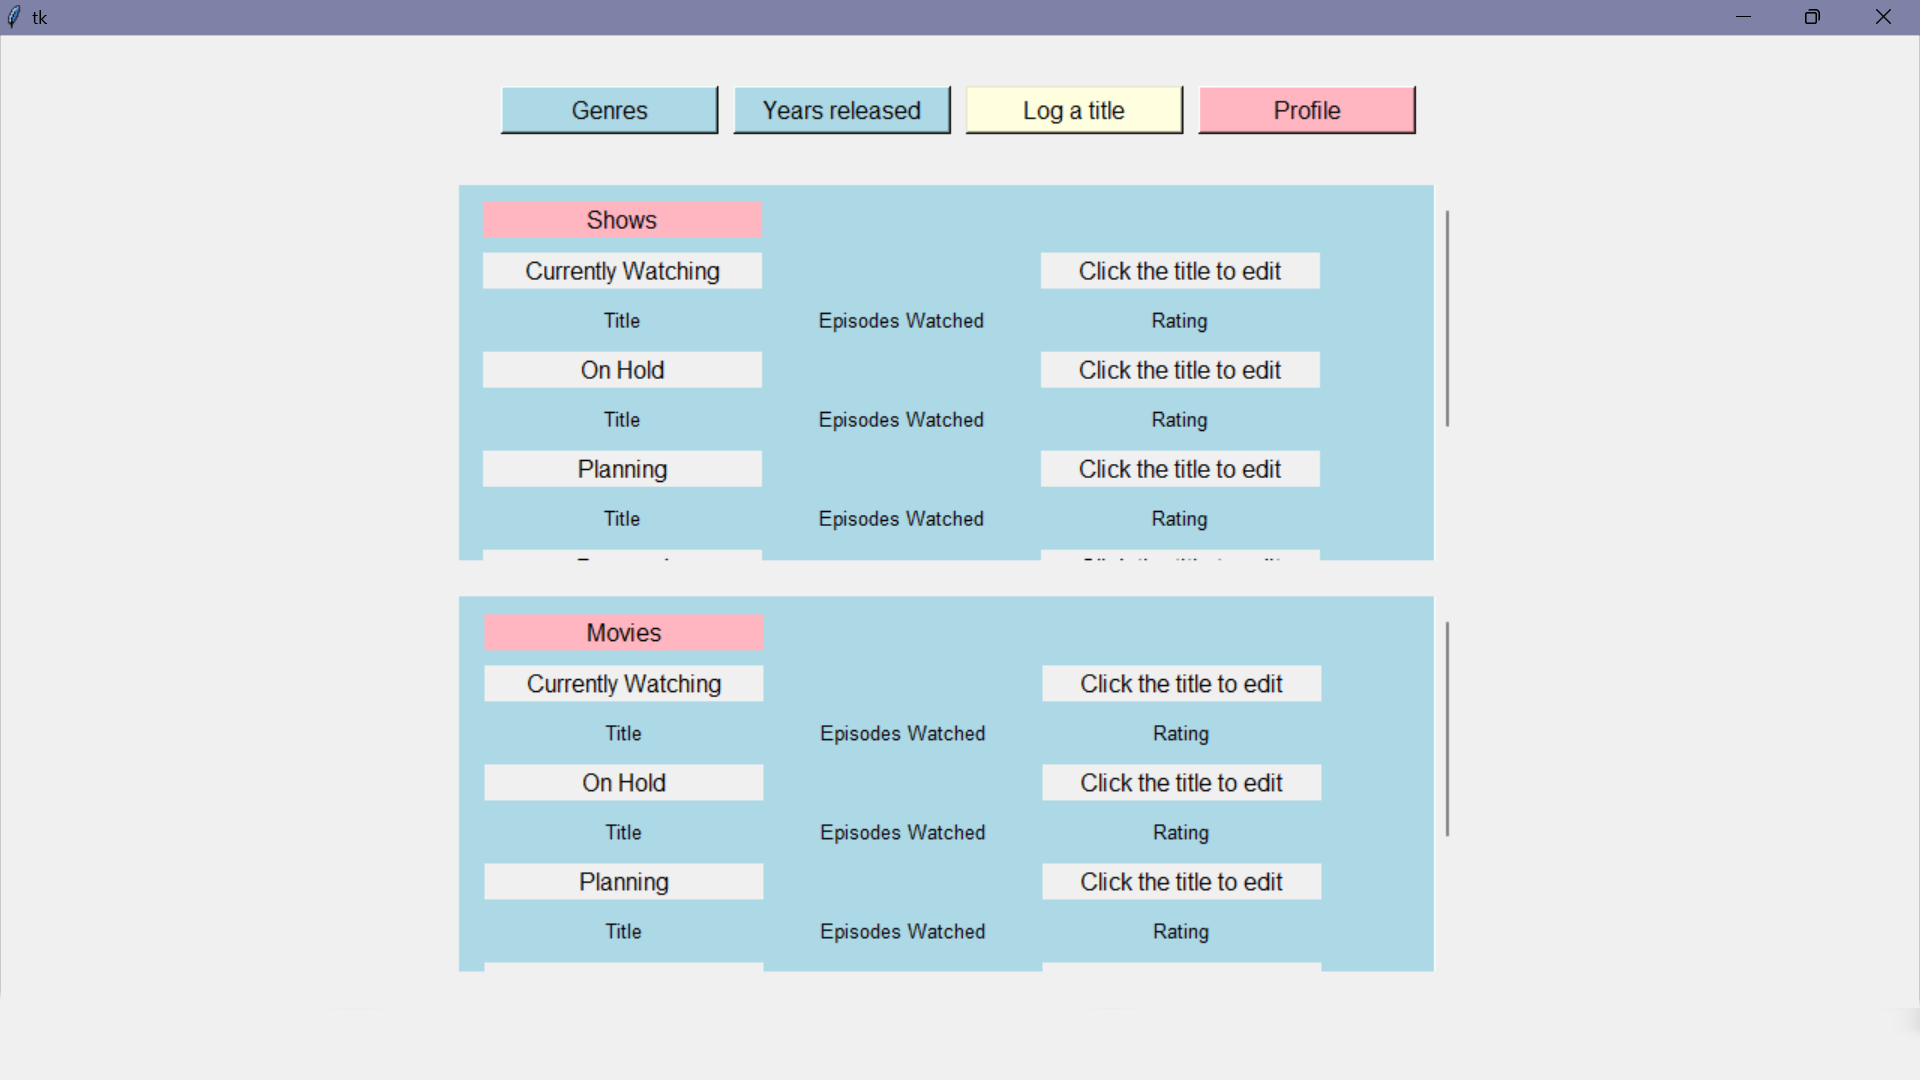 tk
Genres Years released Log a title Profile
Shows
Currently Watching Click the title to edit
Title Episodes Watched Rating
On Hold Click the title to edit
Title Episodes Watched Rating
Planning Click the title to edit
Title Episodes Watched Rating
Movies
Currently Watching Click the title to edit
Title Episodes Watched Rating
On Hold Click the title to edit
Title Episodes Watched Rating
Planning Click the title to edit
Title Episodes Watched Rating